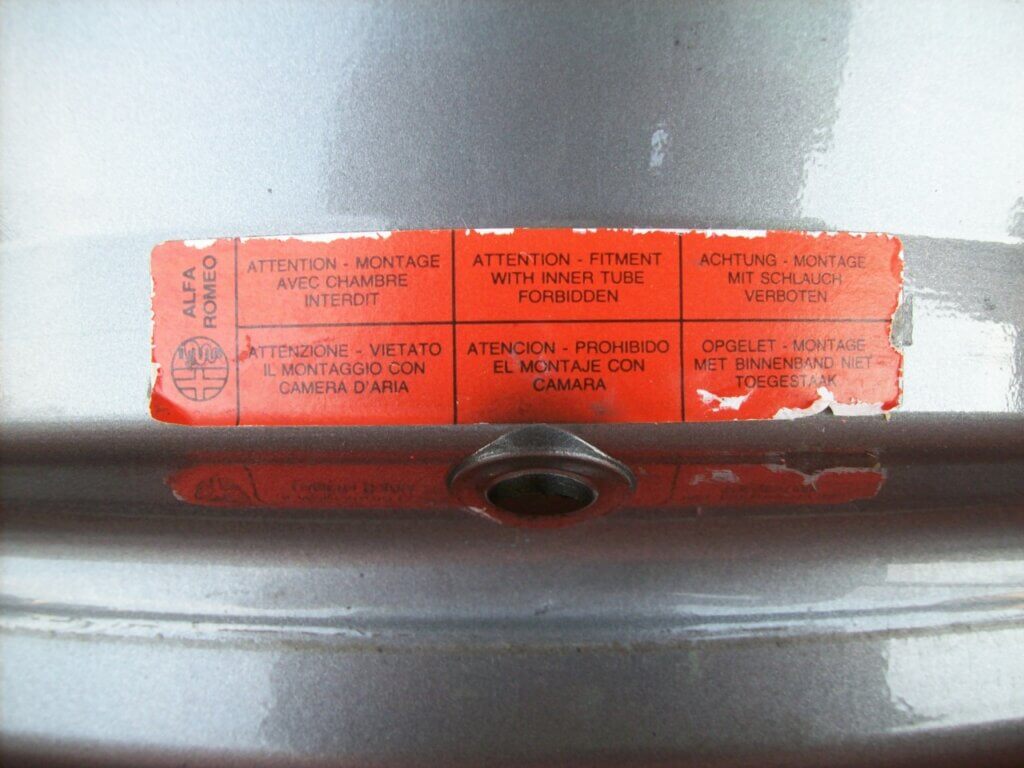 ALFA
ROMEO
ATTENTION - MONTAGE
AVEC CHAMBRE
INTERDIT
ATTENTION - FITMENT
WITH INNER TUBE
FORBIDDEN
ACHTUNG - MONTAGE
MIT SCHLAUCH
VERBOTEN
ATTENZIONE - VIETATO
IL MONTAGGIO CON
CAMERA D'ARIA
ATENCION - PROHIBIDO
EL MONTAJE CON
CAMARA
OPGELET - MONTAGE
MET BINNENBAND NIET
TOEGESTAAK